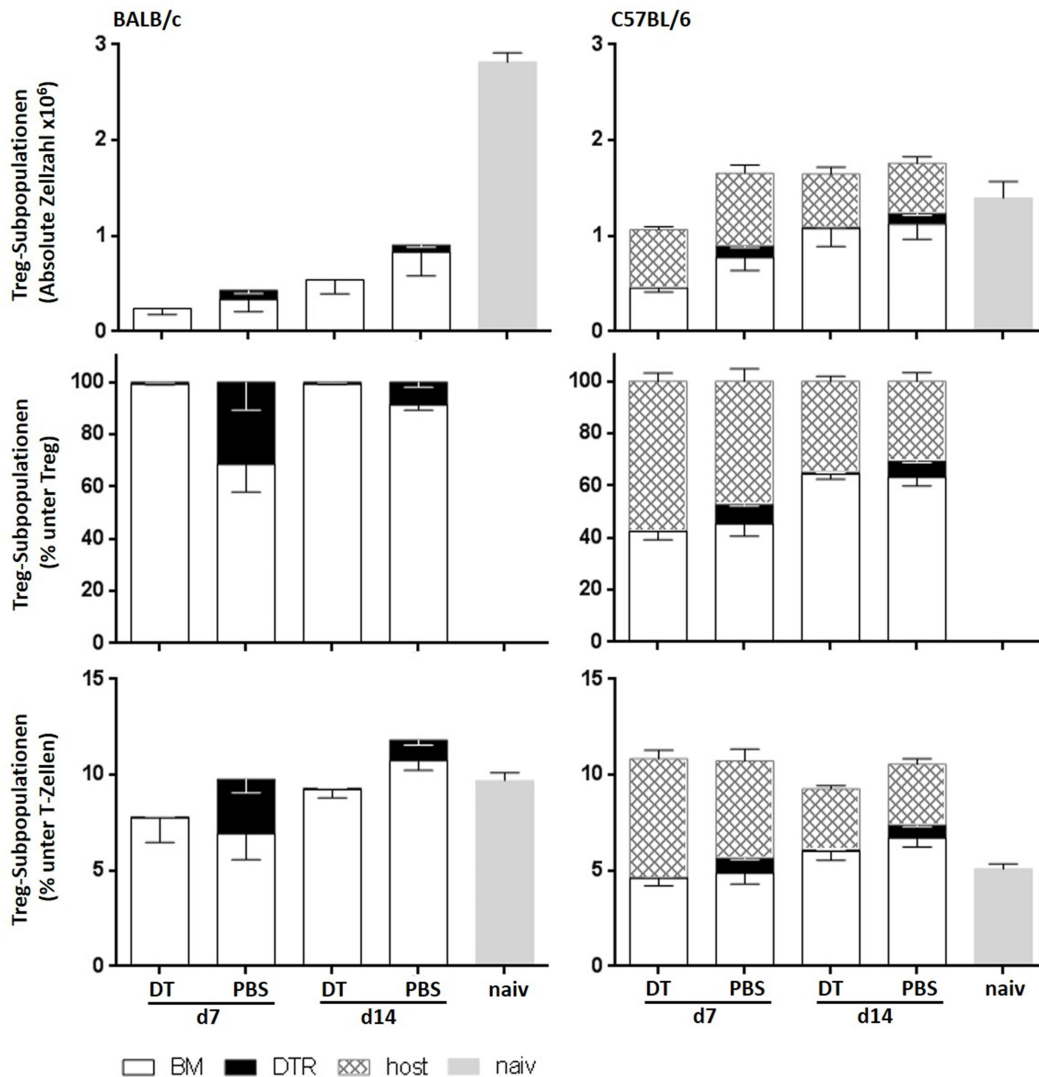 BALB/c
C57BL/6
Treg-Subpopulationen
(Absolute Zellzahl x10⁶)
3
2
1
0
3
2
1
0
Treg-Subpopulationen
(% unter Treg)
100
80
60
40
20
0
100
80
60
40
20
0
Treg-Subpopulationen
(% unter T-Zellen)
15
10
5
0
15
10
5
0
DT PBS DT PBS naiv
d7 d14
DT PBS DT PBS naiv
d7 d14
BM DTR host naiv